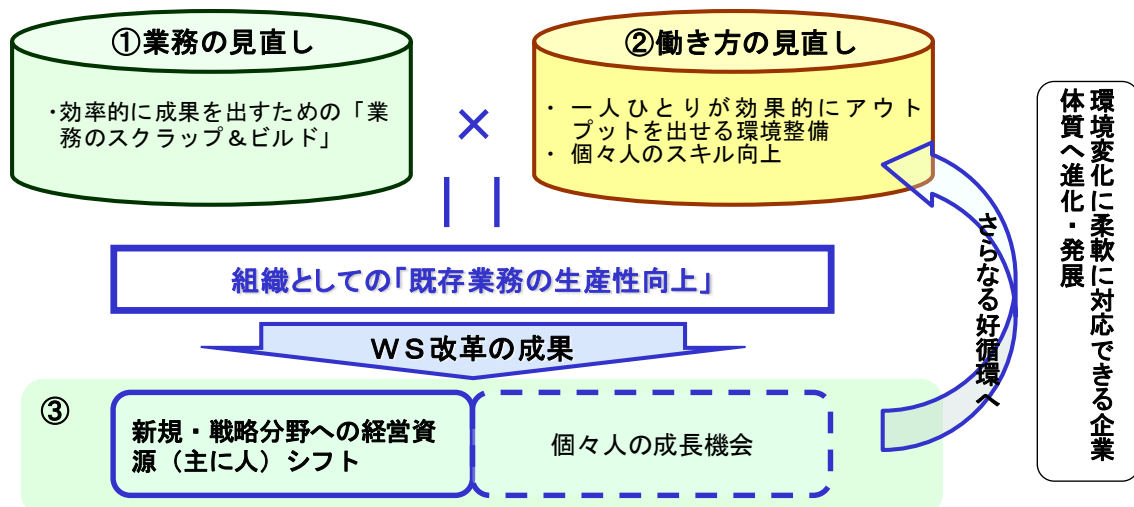 ①業務の見直し
・効率的に成果を出すための「業
務のスクラップ＆ビルド」
×
②働き方の見直し
・ 一人ひとりが効果的にアウト
プットを出せる環境整備
・ 個々人のスキル向上
組織としての「既存業務の生産性向上」
ＷＳ改革の成果
③
新規・戦略分野への経営資
源（主に人）シフト
個々人の成長機会
さらなる好循環へ
環境変化に柔軟に対応できる企業
体質へ進化・発展